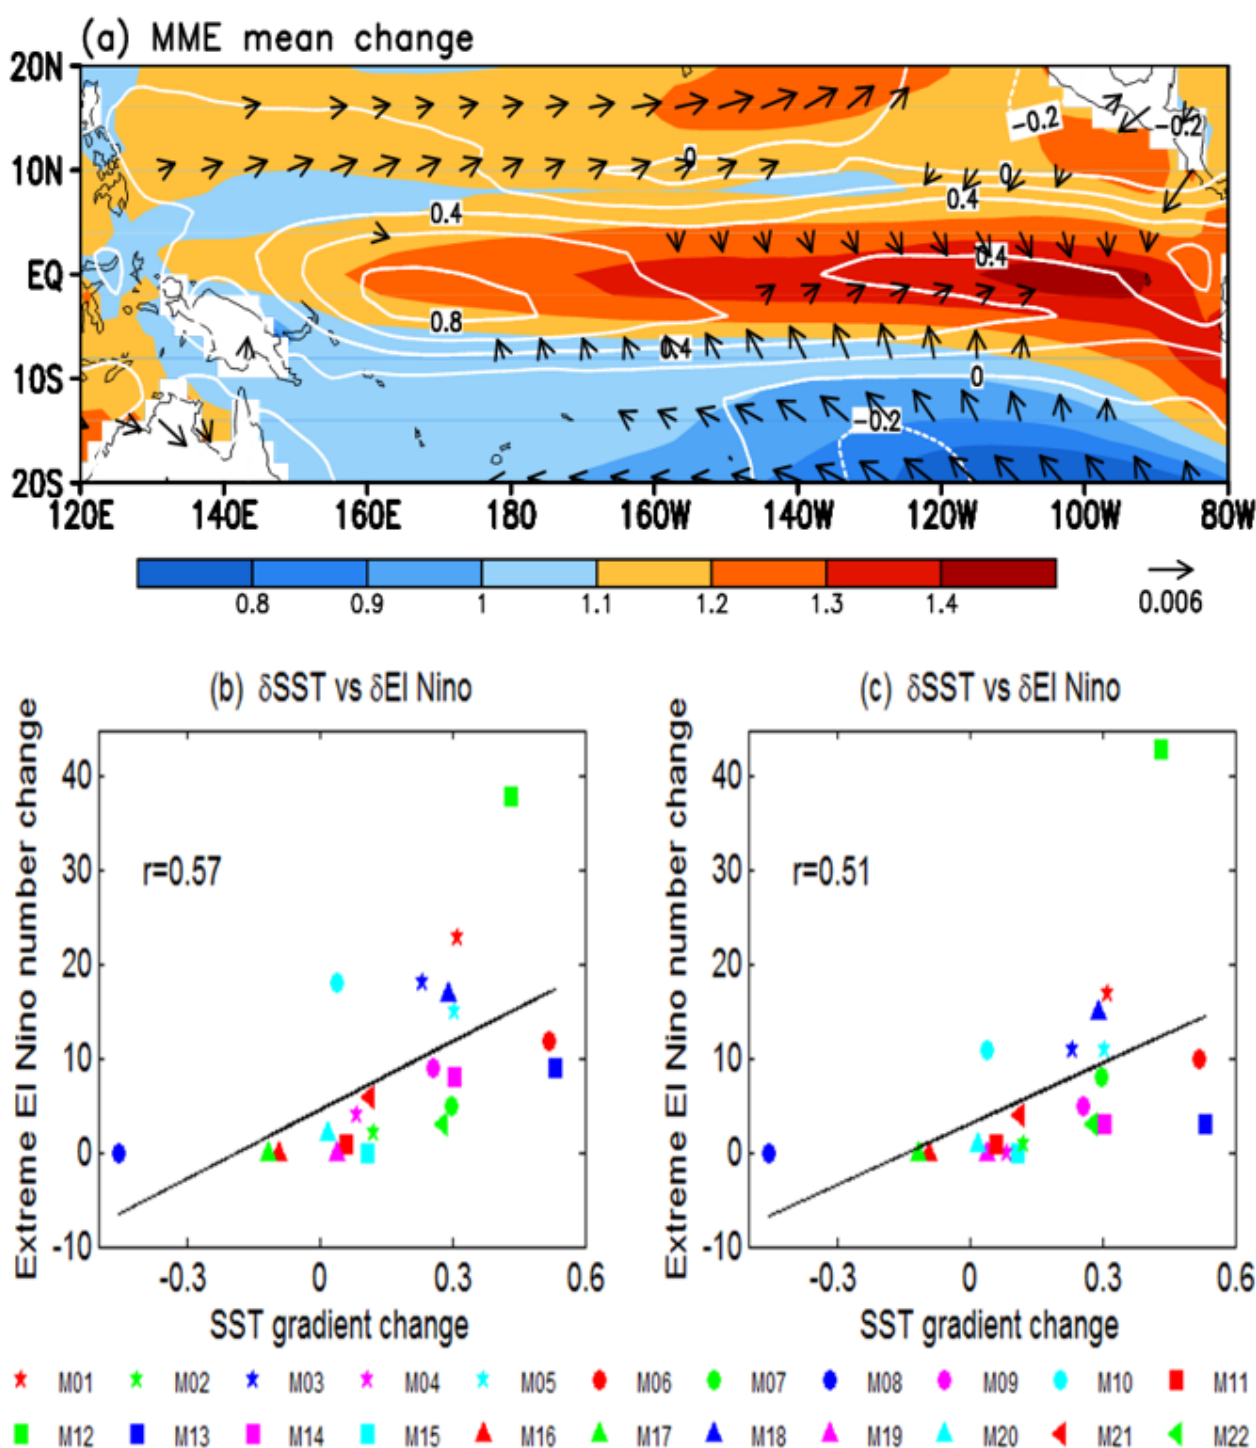 (a) MME mean change
20N
-0.2
-0.2
0
10N
0
0.4
0.4
0.4
EQ
0.8
0.4
0
10S
-0.2
20S
120E 140E 160E 180 160W 140W 120W 100W 80W
0.8 0.9 1 1.1 1.2 1.3 1.4 0.006
(b) δSST vs δEl Nino
Extreme El Nino number change
40
30
20
10
0
-10
r=0.57
-0.3 0 0.3 0.6
SST gradient change
(c) δSST vs δEl Nino
Extreme El Nino number change
40
30
20
10
0
-10
r=0.51
-0.3 0 0.3 0.6
SST gradient change
M01 M02 M03 M04 M05 M06 M07 M08 M09 M10 M11
M12 M13 M14 M15 M16 M17 M18 M19 M20 M21 M22